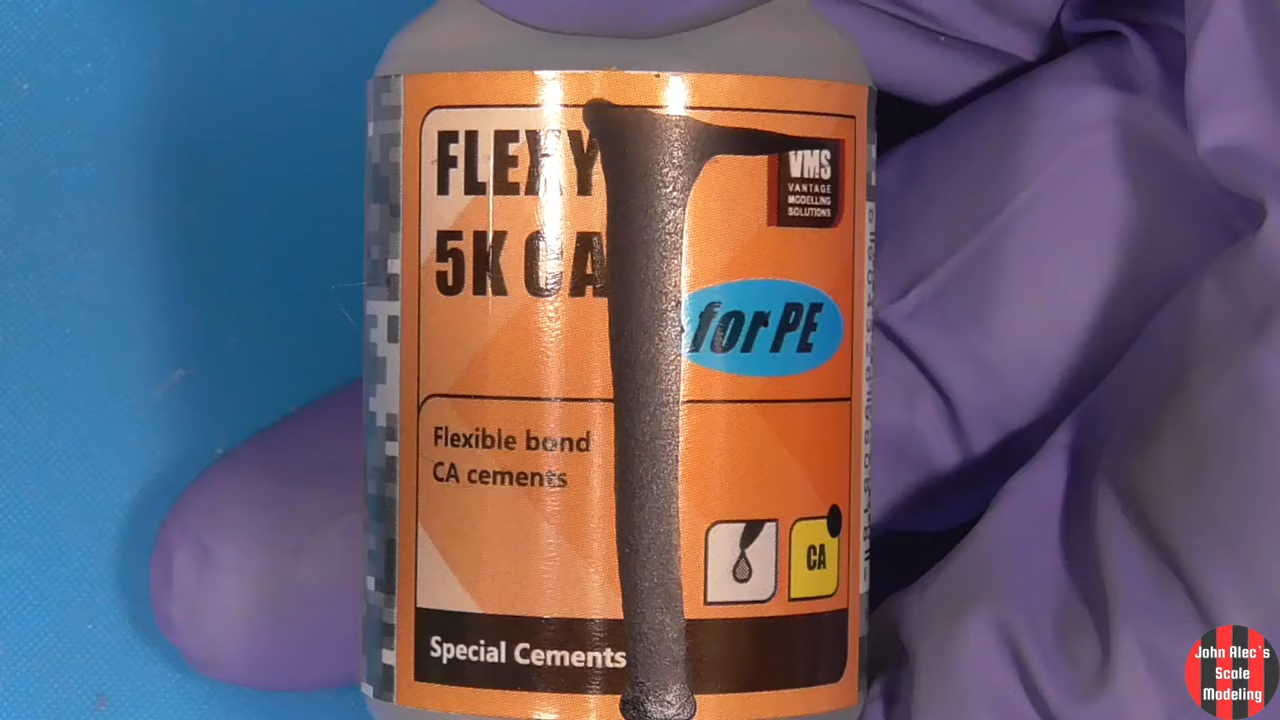 FLEXY
5K CA
VMS
VANTAGE
MODELLING
SOLUTIONS
for PE
Flexible bond
CA cements
CA
Special Cements
John Alec's
Scale
Modeling